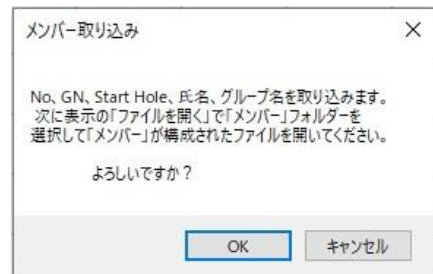 メンバー取り込み
No、GN、Start Hole、氏名、グループ名を取り込みます。
次に表示の「ファイルを開く」で「メンバー」フォルダーを
選択して「メンバー」が構成されたファイルを開いてください。
よろしいですか？
OK
キャンセル